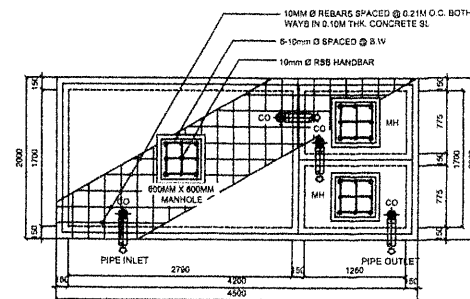 10MM Ø REBARS SPACED @ 0.21M O.C. BOTH
WAYS IN 0.10M THK. CONCRETE SL
6-10mm Ø SPACED @ B.W
10mm Ø RSB HANDBAR
150
150
2000
1700
775
1700
775
150
150
CO
CO
MH
600MM X 600MM
MANHOLE
MH
CO
CO
PIPE INLET
PIPE OUTLET
2790
150
1260
4200
4500